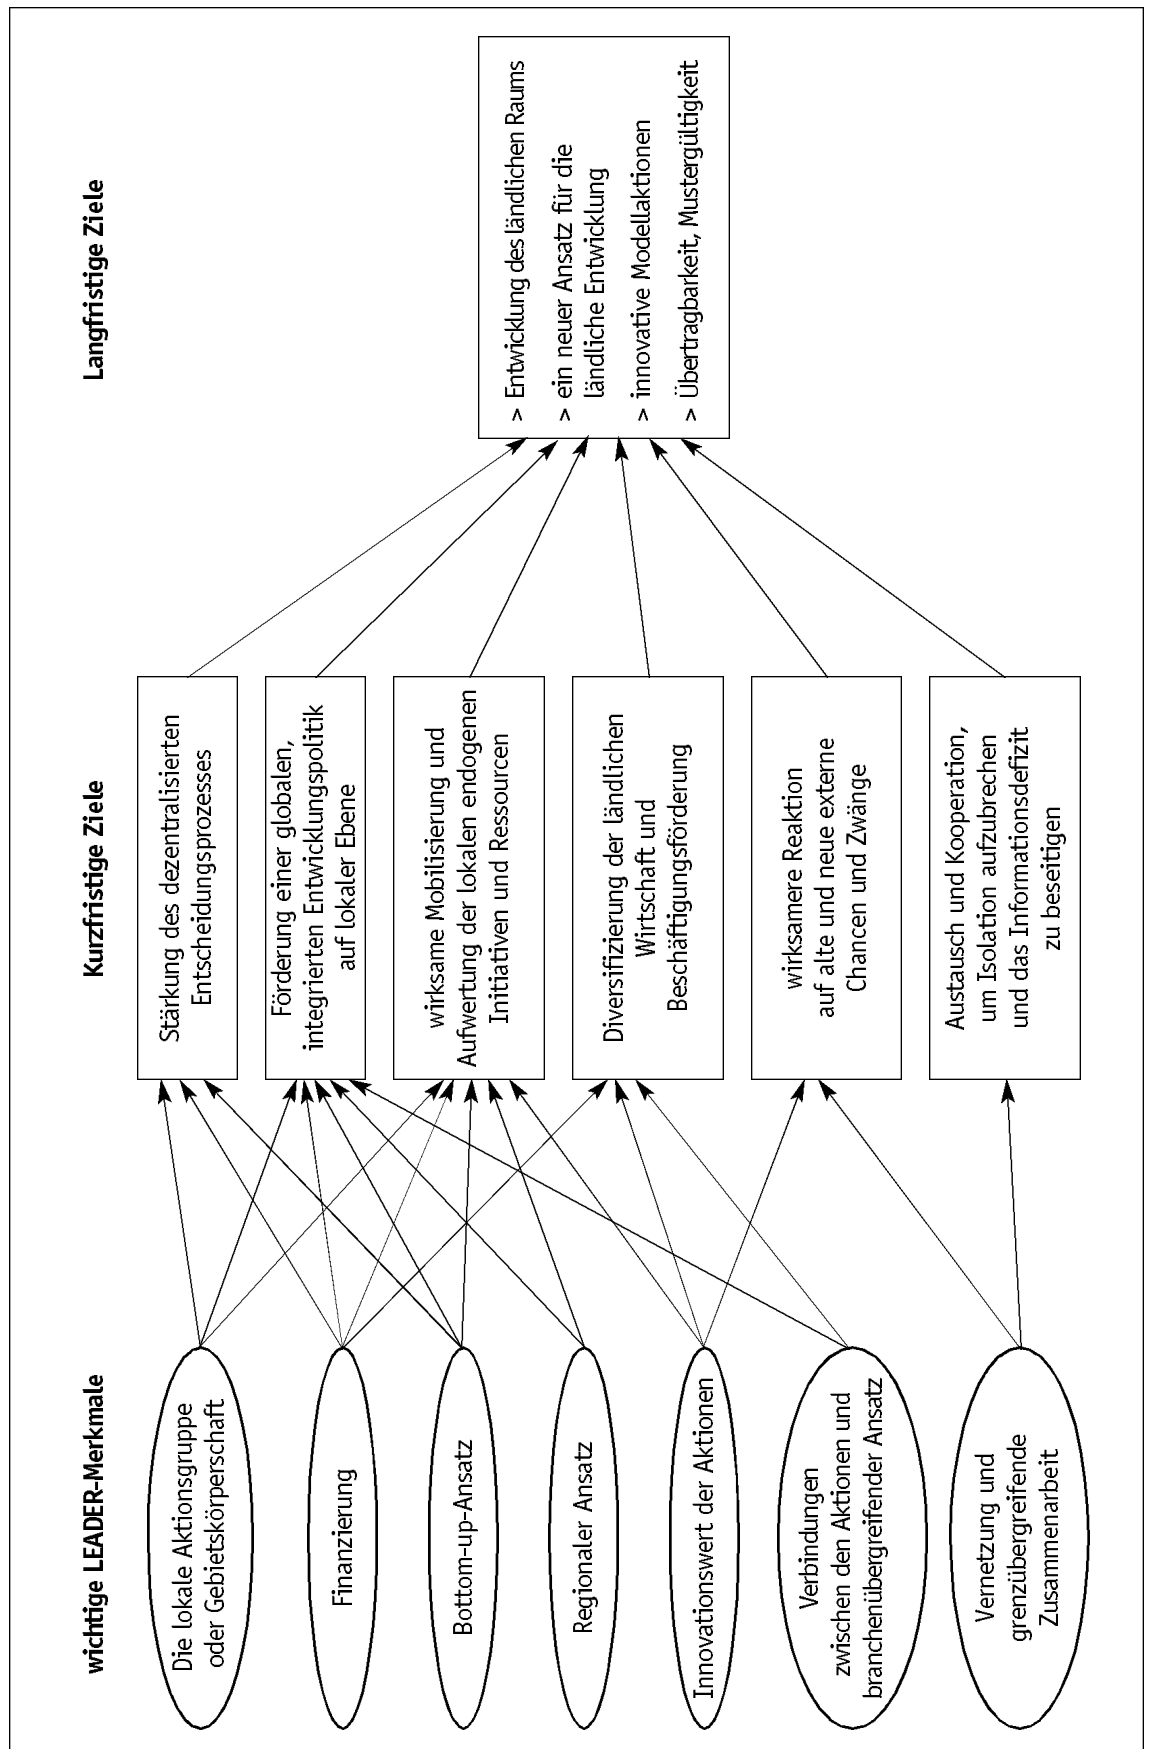 wichtige LEADER-Merkmale
Die lokale Aktionsgruppe
oder Gebietskörperschaft
Finanzierung
Bottom-up-Ansatz
Regionaler Ansatz
Innovationswert der Aktionen
Verbindungen
zwischen den Aktionen und
branchenübergreifender Ansatz
Vernetzung und
grenzübergreifende
Zusammenarbeit
Kurzfristige Ziele
Stärkung des dezentralisierten
Entscheidungsprozesses
Förderung einer globalen,
integrierten Entwicklungspolitik
auf lokaler Ebene
wirksame Mobilisierung und
Aufwertung der lokalen endogenen
Initiativen und Ressourcen
Diversifizierung der ländlichen
Wirtschaft und
Beschäftigungsförderung
wirksamere Reaktion
auf alte und neue externe
Chancen und Zwänge
Austausch und Kooperation,
um Isolation aufzubrechen
und das Informationsdefizit
zu beseitigen
Langfristige Ziele
> Entwicklung des ländlichen Raums
> ein neuer Ansatz für die
ländliche Entwicklung
> innovative Modellaktionen
> Übertragbarkeit, Mustergültigkeit